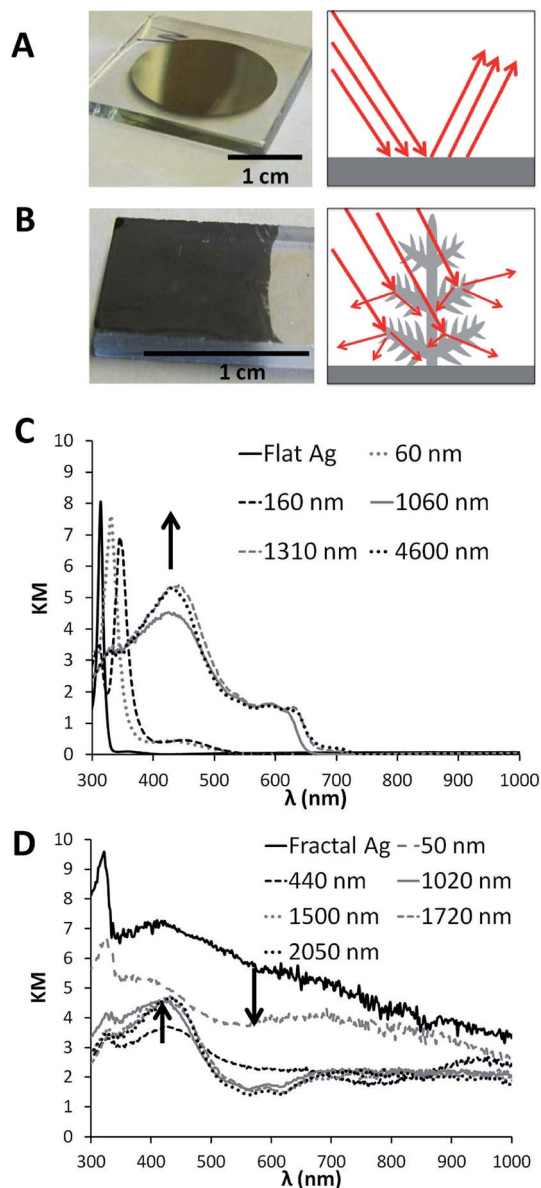 A
1 cm
B
1 cm
C
10
9
8
7
6
5
4
3
2
1
0
KM
Flat Ag 60 nm
160 nm 1060 nm
1310 nm 4600 nm
300 400 500 600 700 800 900 1000
λ (nm)
D
10
9
8
7
6
5
4
3
2
1
0
KM
Fractal Ag 50 nm
440 nm 1020 nm
1500 nm 1720 nm
2050 nm
300 400 500 600 700 800 900 1000
λ (nm)